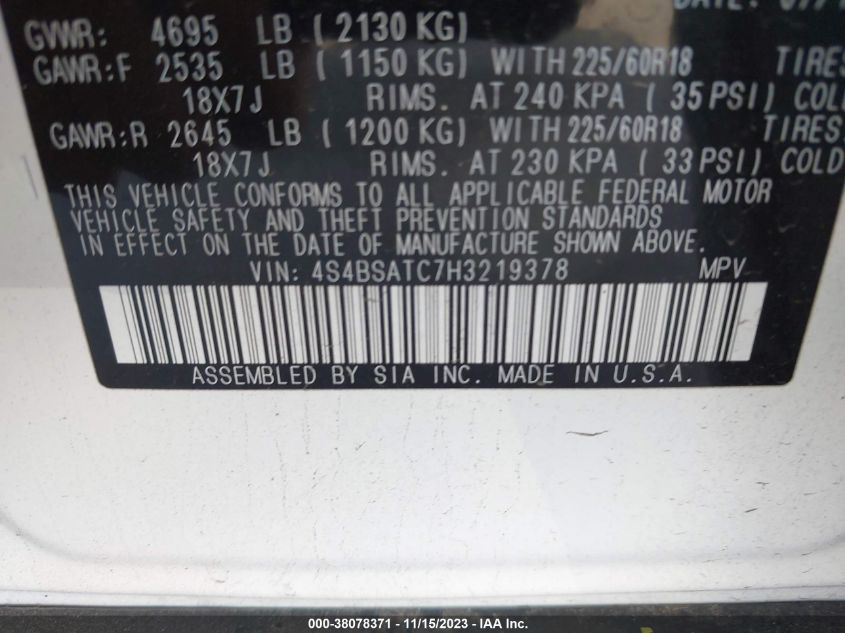 DATE:
GVWR: 4695 LB ( 2130 KG)
GAWR:F 2535 LB ( 1150 KG) WITH 225/60R18 TIRES
18X7J RIMS. AT 240 KPA ( 35 PSI) COLD
GAWR:R 2645 LB ( 1200 KG) WITH 225/60R18 TIRES
18X7J RIMS. AT 230 KPA ( 33 PSI) COLD
THIS VEHICLE CONFORMS TO ALL APPLICABLE FEDERAL MOTOR
VEHICLE SAFETY AND THEFT PREVENTION STANDARDS
IN EFFECT ON THE DATE OF MANUFACTURE SHOWN ABOVE.
VIN: 4S4BSATC7H3219378 MPV
ASSEMBLED BY SIA INC. MADE IN U.S.A.
000-38078371 - 11/15/2023 - IAA Inc.